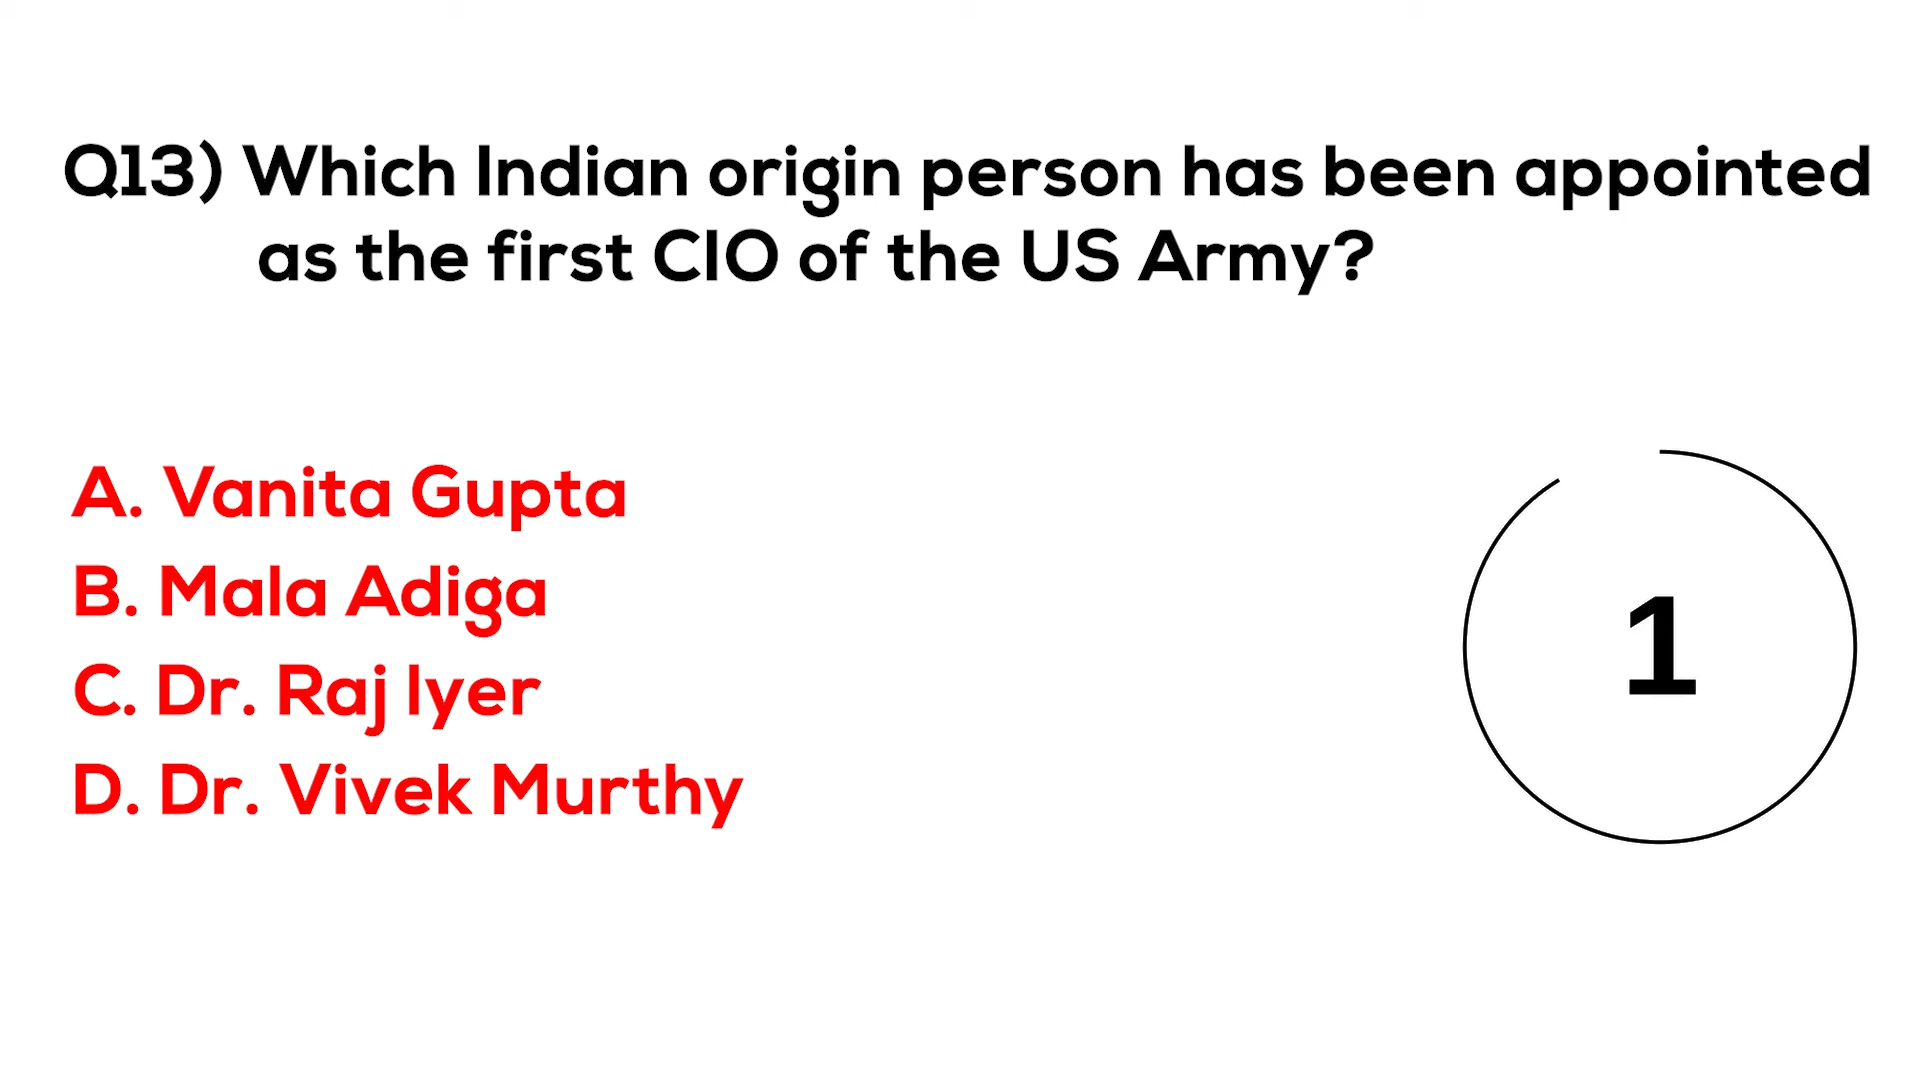 Q13) Which Indian origin person has been appointed
as the first CIO of the US Army?
A. Vanita Gupta
B. Mala Adiga
C. Dr. Raj Iyer
D. Dr. Vivek Murthy
1